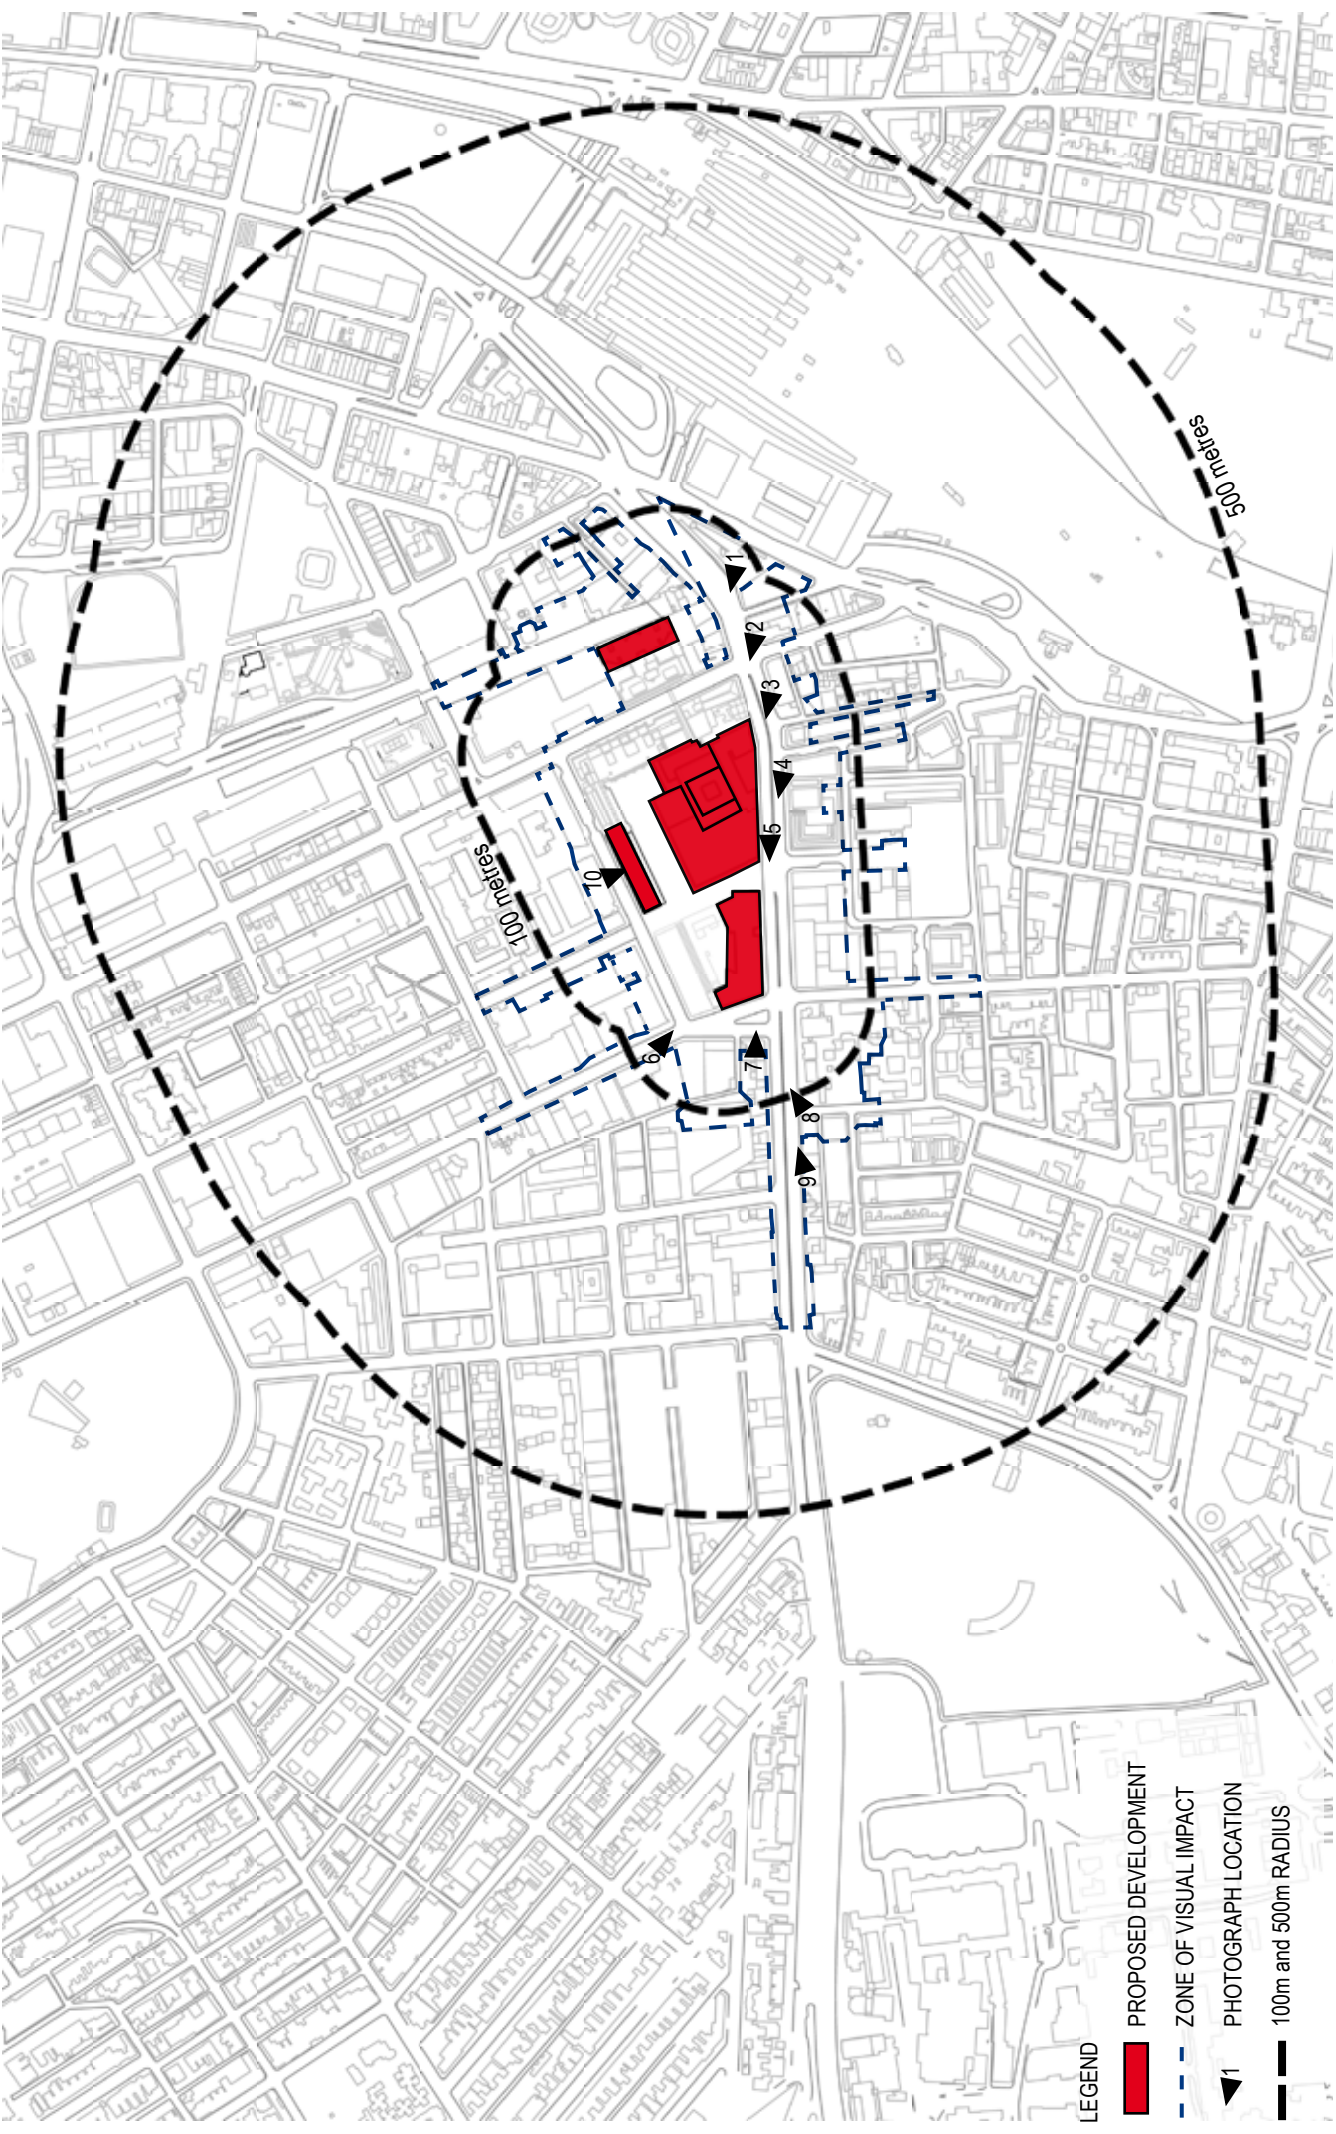 500 metres
100 metres
1
2
3
4
5
6
7
8
9
10
LEGEND
PROPOSED DEVELOPMENT
ZONE OF VISUAL IMPACT
1 PHOTOGRAPH LOCATION
100m and 500m RADIUS